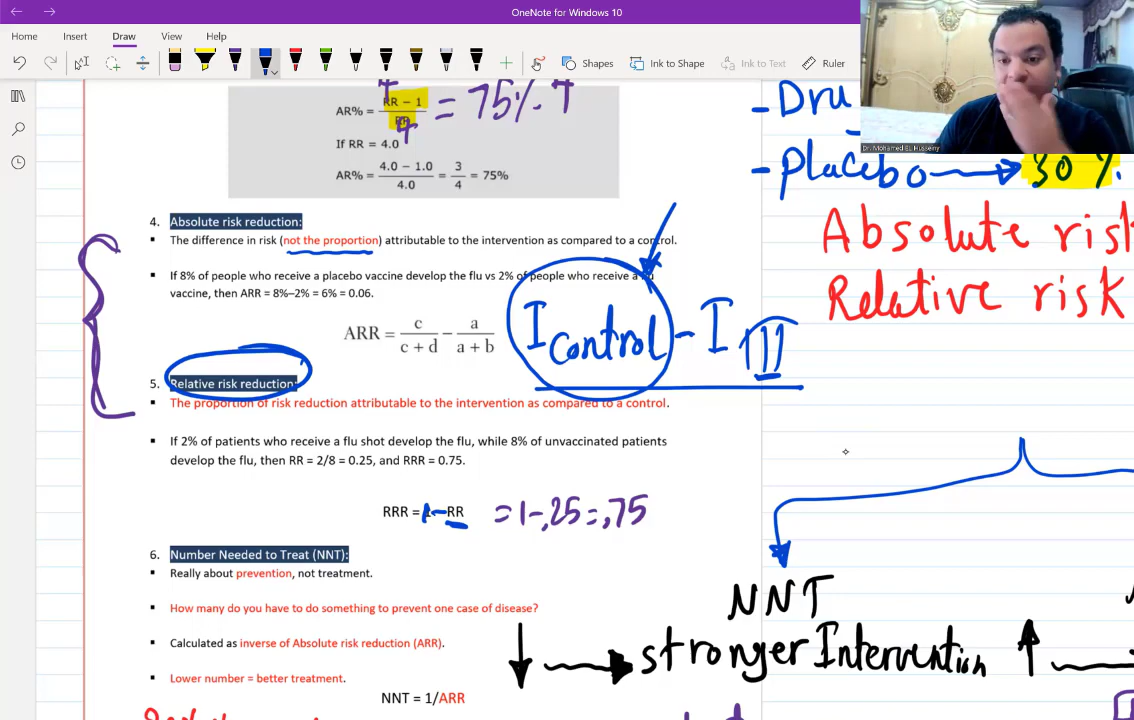 OneNote for Windows 10
Home Insert Draw View Help
Shapes Ink to Shape Ink to Text Ruler
Dr. Mohamed EL Husseiny
AR% = RR − 1 = 75%
RR
4
If RR = 4.0
AR% = 4.0 − 1.0 = 3 = 75%
4.0 4
- Dru
- Placebo → 30 %.
Absolute ris
Relative risk
4. Absolute risk reduction:
▪ The difference in risk (not the proportion) attributable to the intervention as compared to a control.
▪ If 8% of people who receive a placebo vaccine develop the flu vs 2% of people who receive a flu
vaccine, then ARR = 8%–2% = 6% = 0.06.
ARR = c − a
c + d a + b
I control - I
5. Relative risk reduction:
▪ The proportion of risk reduction attributable to the intervention as compared to a control.
▪ If 2% of patients who receive a flu shot develop the flu, while 8% of unvaccinated patients
develop the flu, then RR = 2/8 = 0.25, and RRR = 0.75.
RRR = 1 - RR = 1-.25=.75
6. Number Needed to Treat (NNT):
▪ Really about prevention, not treatment.
▪ How many do you have to do something to prevent one case of disease?
▪ Calculated as inverse of Absolute risk reduction (ARR).
▪ Lower number = better treatment.
NNT = 1/ARR
NNT
↓ → stronger Intervention ↑ →